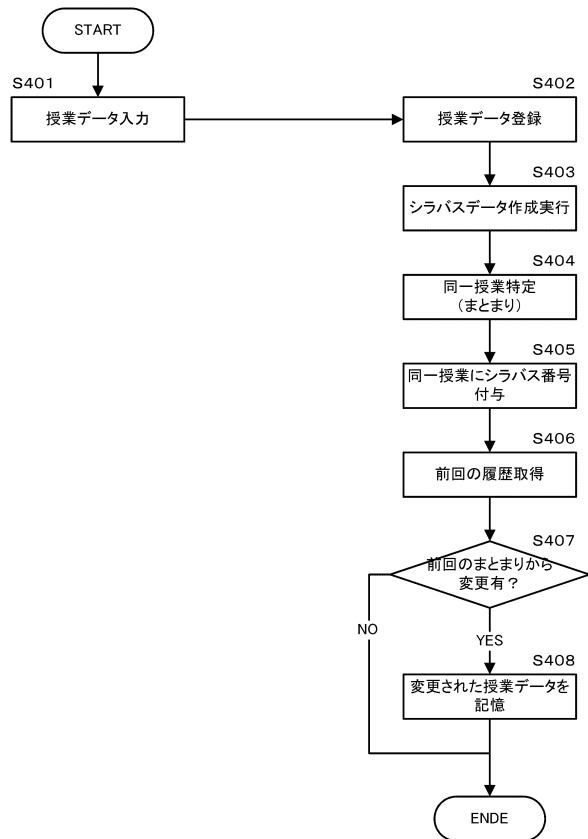 START
S401
授業データ入力
S402
授業データ登録
S403
シラバスデータ作成実行
S404
同一授業特定
(まとまり)
S405
同一授業にシラバス番号
付与
S406
前回の履歴取得
S407
前回のまとまりから
変更有？
NO
YES
S408
変更された授業データを
記憶
ENDE